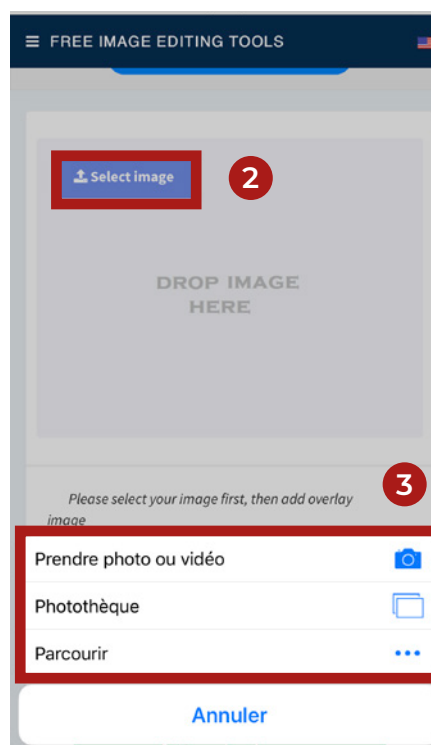 FREE IMAGE EDITING TOOLS
Select image
2
DROP IMAGE
HERE
3
Please select your image first, then add overlay
image
Prendre photo ou vidéo
Photothèque
Parcourir
Annuler